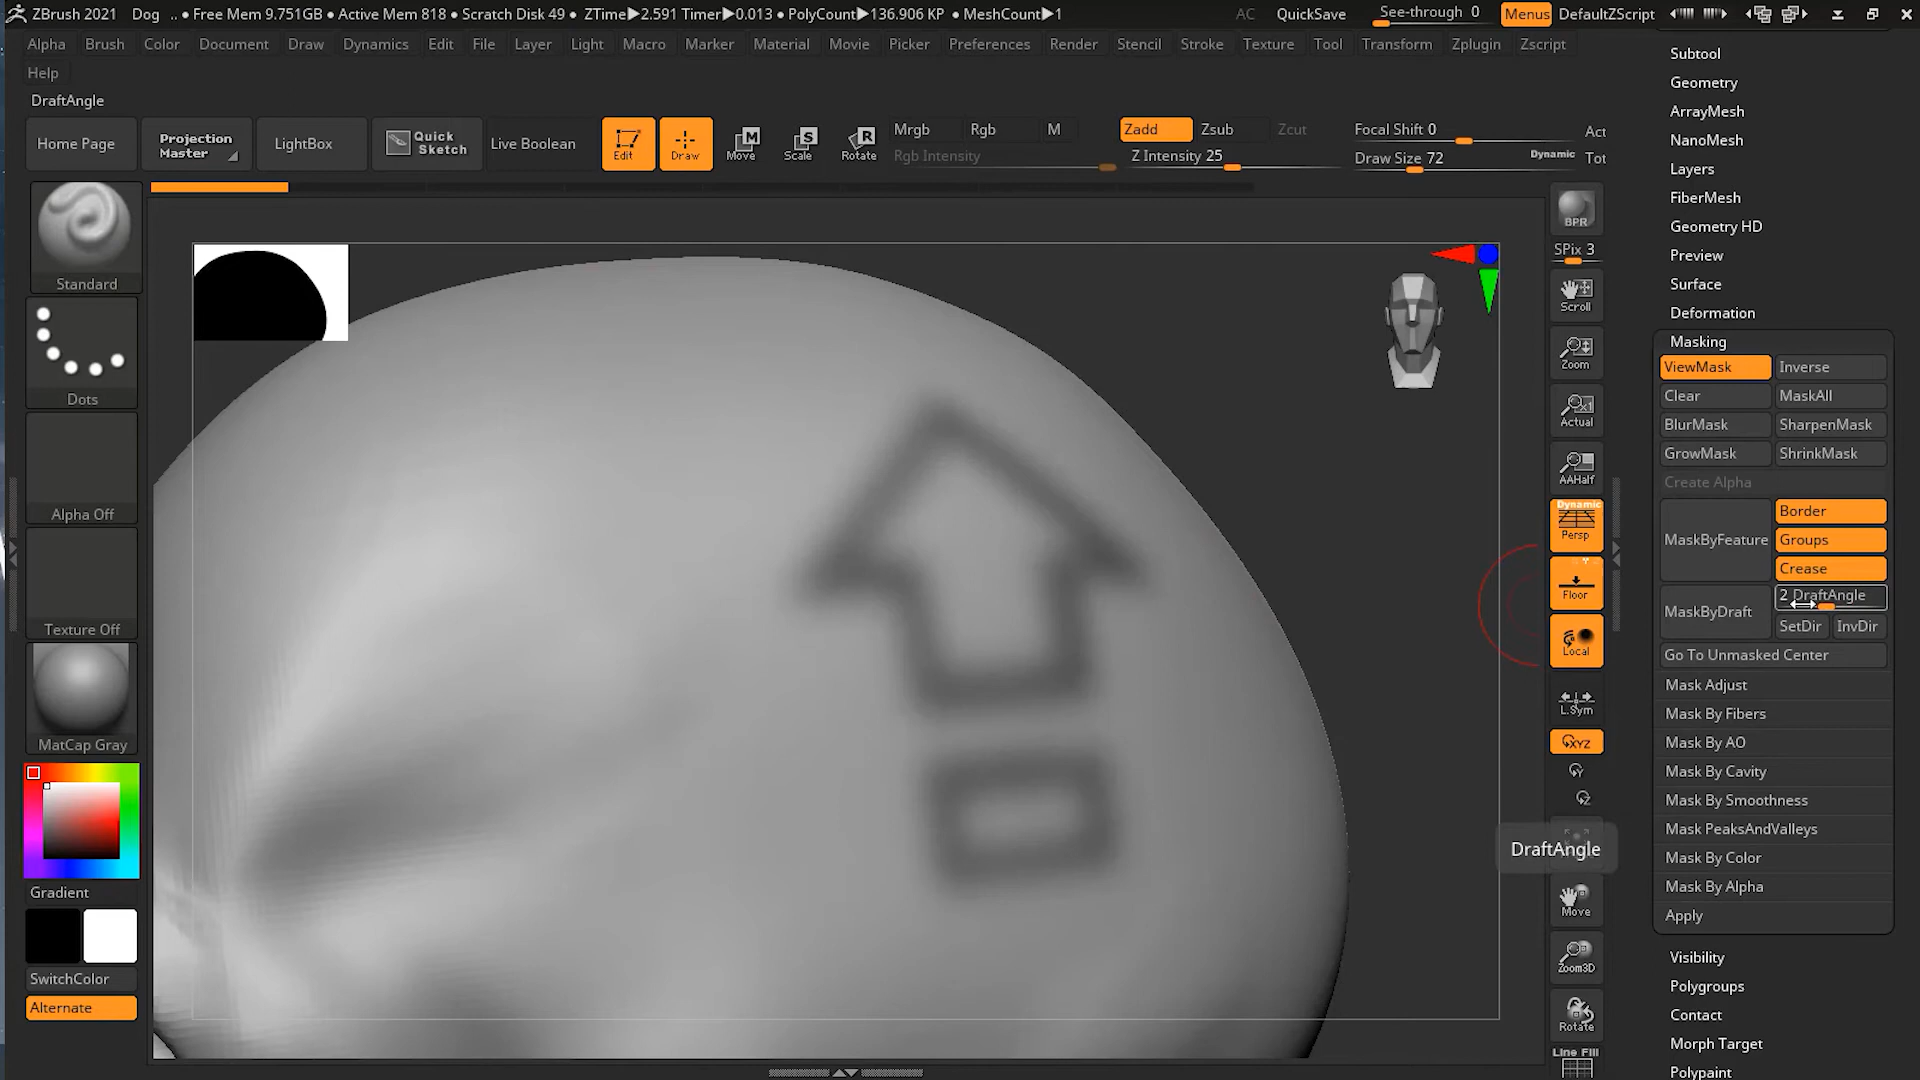 ZBrush 2021 Dog .. • Free Mem 9.751GB • Active Mem 818 • Scratch Disk 49 • ZTime▶2.591 Timer▶0.013 • PolyCount▶136.906 KP • MeshCount▶1 AC QuickSave See-through 0 Menus DefaultZScript
Alpha Brush Color Document Draw Dynamics Edit File Layer Light Macro Marker Material Movie Picker Preferences Render Stencil Stroke Texture Tool Transform Zplugin Zscript
Help
DraftAngle
Home Page
Projection
Master
LightBox
Quick
Sketch
Live Boolean
Edit
Draw
M
Move
S
Scale
R
Rotate
Mrgb Rgb M
Rgb Intensity
Zadd Zsub Zcut
Z Intensity 25
Focal Shift 0
Draw Size 72
Dynamic
Act
Tot
Standard
Dots
Alpha Off
Texture Off
MatCap Gray
Gradient
SwitchColor
Alternate
BPR
SPix 3
Scroll
Zoom
Actual
AAHalf
Dynamic
Persp
Floor
Local
L.Sym
XYZ
Y
Z
DraftAngle
Move
Zoom3D
Rotate
Line Fill
Subtool
Geometry
ArrayMesh
NanoMesh
Layers
FiberMesh
Geometry HD
Preview
Surface
Deformation
Masking
ViewMask Inverse
Clear MaskAll
BlurMask SharpenMask
GrowMask ShrinkMask
Create Alpha
MaskByFeature
Border
Groups
Crease
MaskByDraft
2 DraftAngle
SetDir InvDir
Go To Unmasked Center
Mask Adjust
Mask By Fibers
Mask By AO
Mask By Cavity
Mask By Smoothness
Mask PeaksAndValleys
Mask By Color
Mask By Alpha
Apply
Visibility
Polygroups
Contact
Morph Target
Polypaint